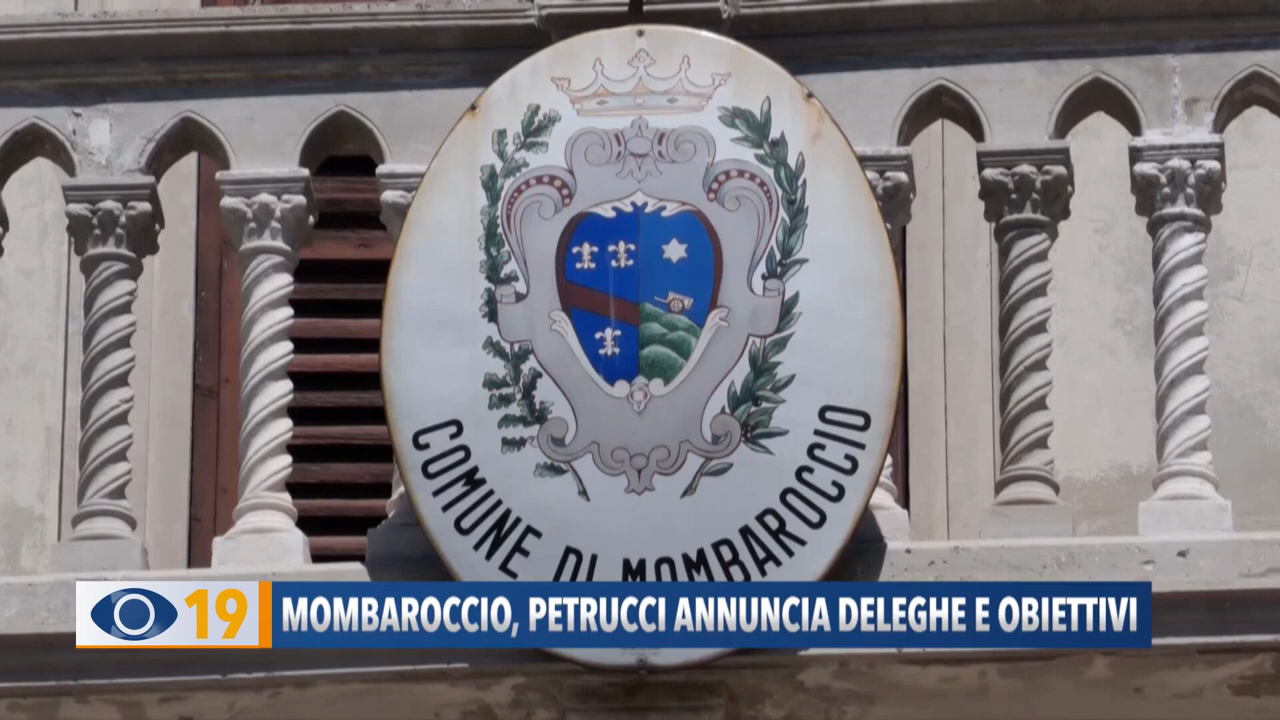 COMUNE DI MOMBAROCCIO
19 MOMBAROCCIO, PETRUCCI ANNUNCIA DELEGHE E OBIETTIVI